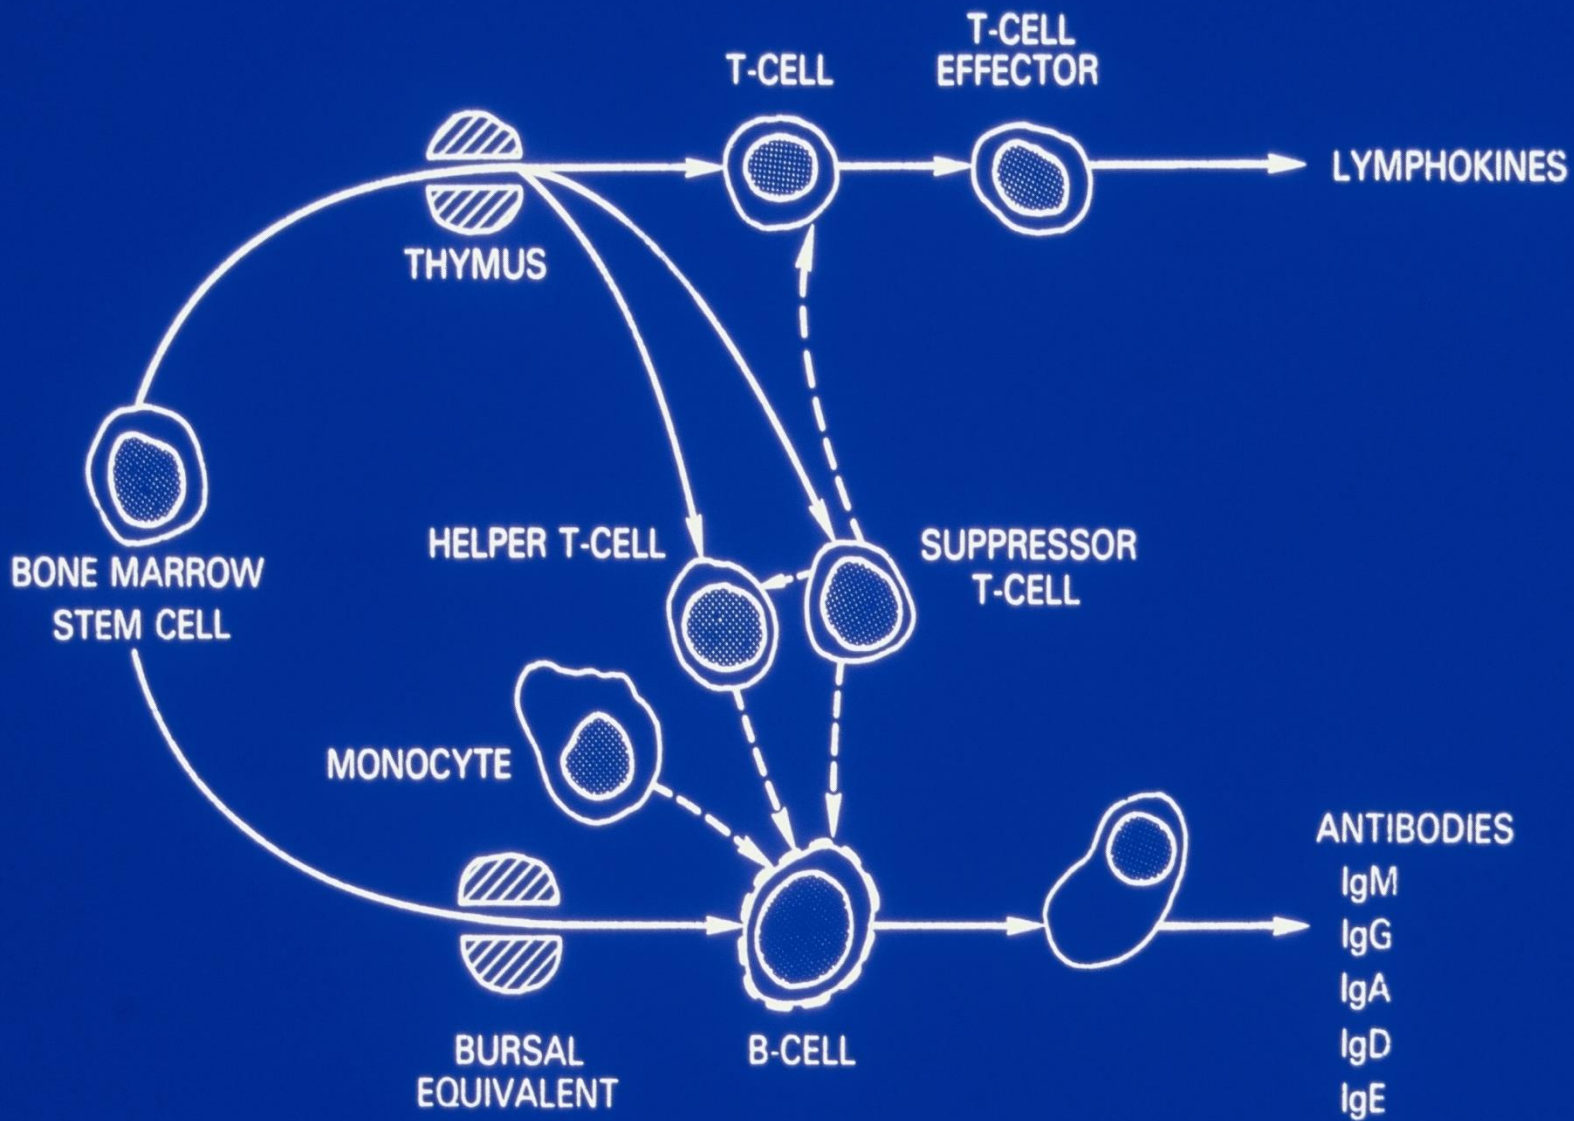 T-CELL
T-CELL
EFFECTOR
LYMPHOKINES
THYMUS
HELPER T-CELL
SUPPRESSOR
T-CELL
BONE MARROW
STEM CELL
MONOCYTE
ANTIBODIES
IgM
IgG
IgA
IgD
IgE
BURSAL
EQUIVALENT
B-CELL